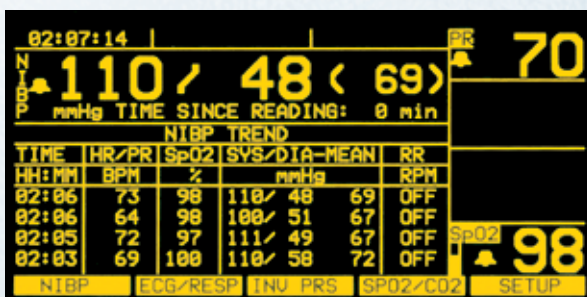 02:07:14
PR 70
NIBP 110 / 48 ( 69)
mmHg TIME SINCE READING: 0 min
NIBP TREND
TIME HR/PR SpO2 SYS/DIA-MEAN RR
HH:MM BPM % mmHg RPM
02:06 73 98 110/ 48 69 OFF
02:06 64 98 100/ 51 67 OFF
02:05 72 97 111/ 49 67 OFF
02:03 69 100 110/ 58 72 OFF
SpO2 98
NIBP ECG/RESP INV PRS SPO2/CO2 SETUP